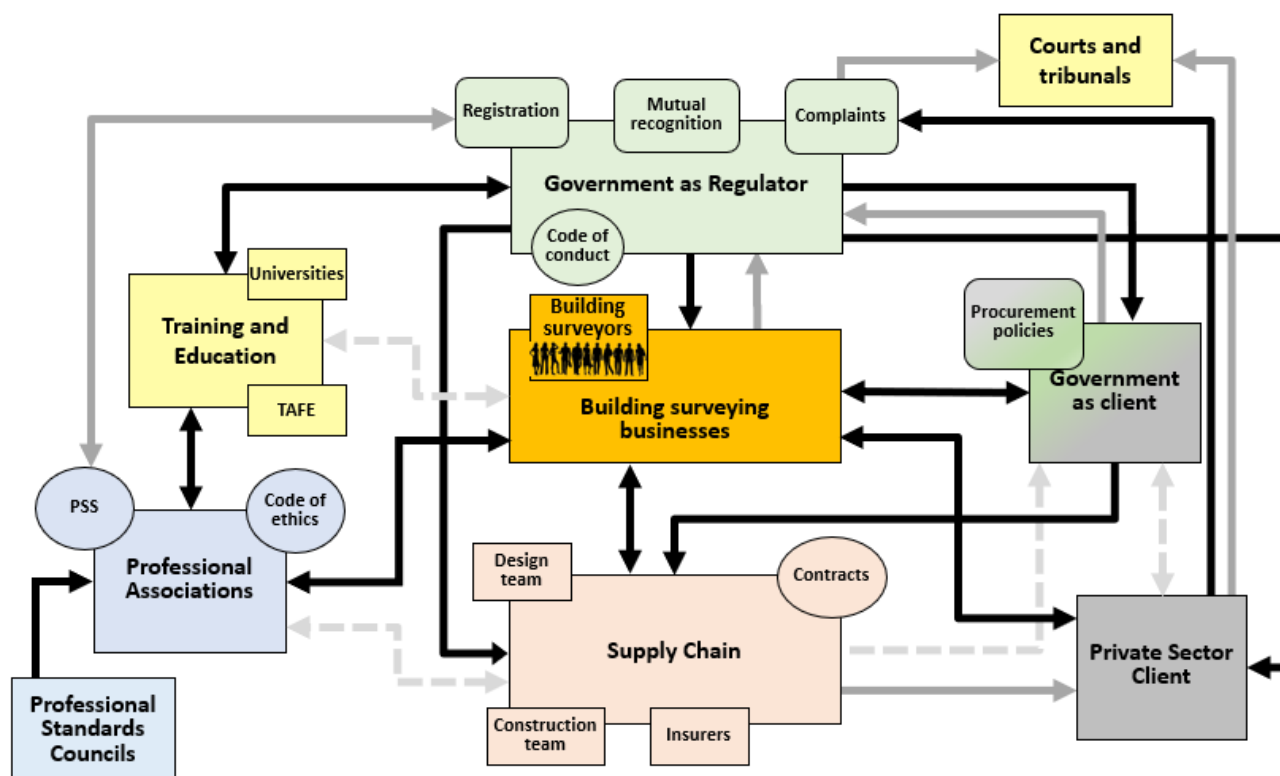 Courts and
tribunals
Registration
Mutual
recognition
Complaints
Government as Regulator
Code of
conduct
Universities
Training and
Education
TAFE
Building
surveyors
Building surveying
businesses
Procurement
policies
Government
as client
PSS
Code of
ethics
Professional
Associations
Design
team
Contracts
Supply Chain
Construction
team
Insurers
Private Sector
Client
Professional
Standards
Councils